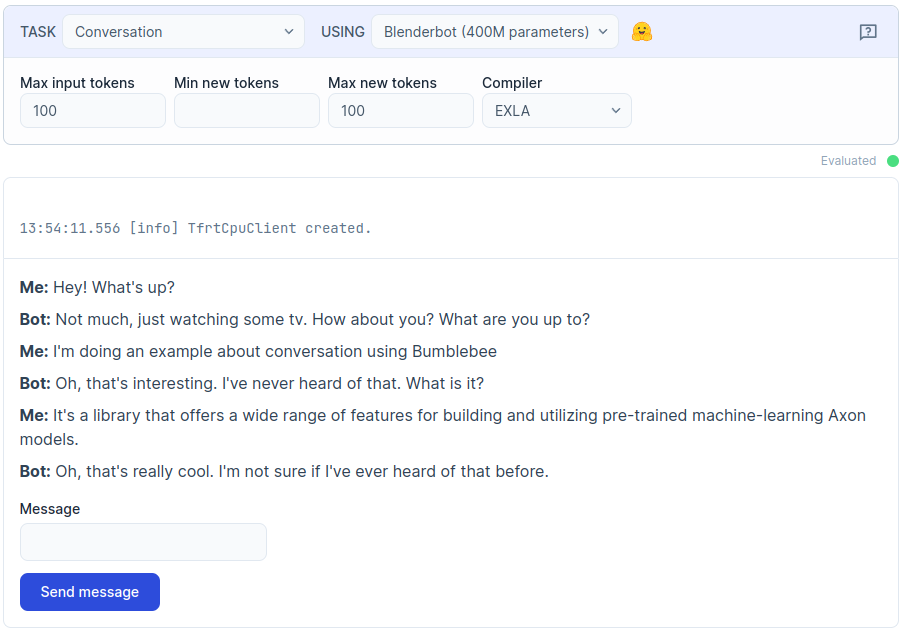 TASK Conversation USING Blenderbot (400M parameters)
Max input tokens Min new tokens Max new tokens Compiler
100 100 EXLA
Evaluated
13:54:11.556 [info] TfrtCpuClient created.
Me: Hey! What's up?
Bot: Not much, just watching some tv. How about you? What are you up to?
Me: I'm doing an example about conversation using Bumblebee
Bot: Oh, that's interesting. I've never heard of that. What is it?
Me: It's a library that offers a wide range of features for building and utilizing pre-trained machine-learning Axon
models.
Bot: Oh, that's really cool. I'm not sure if I've ever heard of that before.
Message
Send message